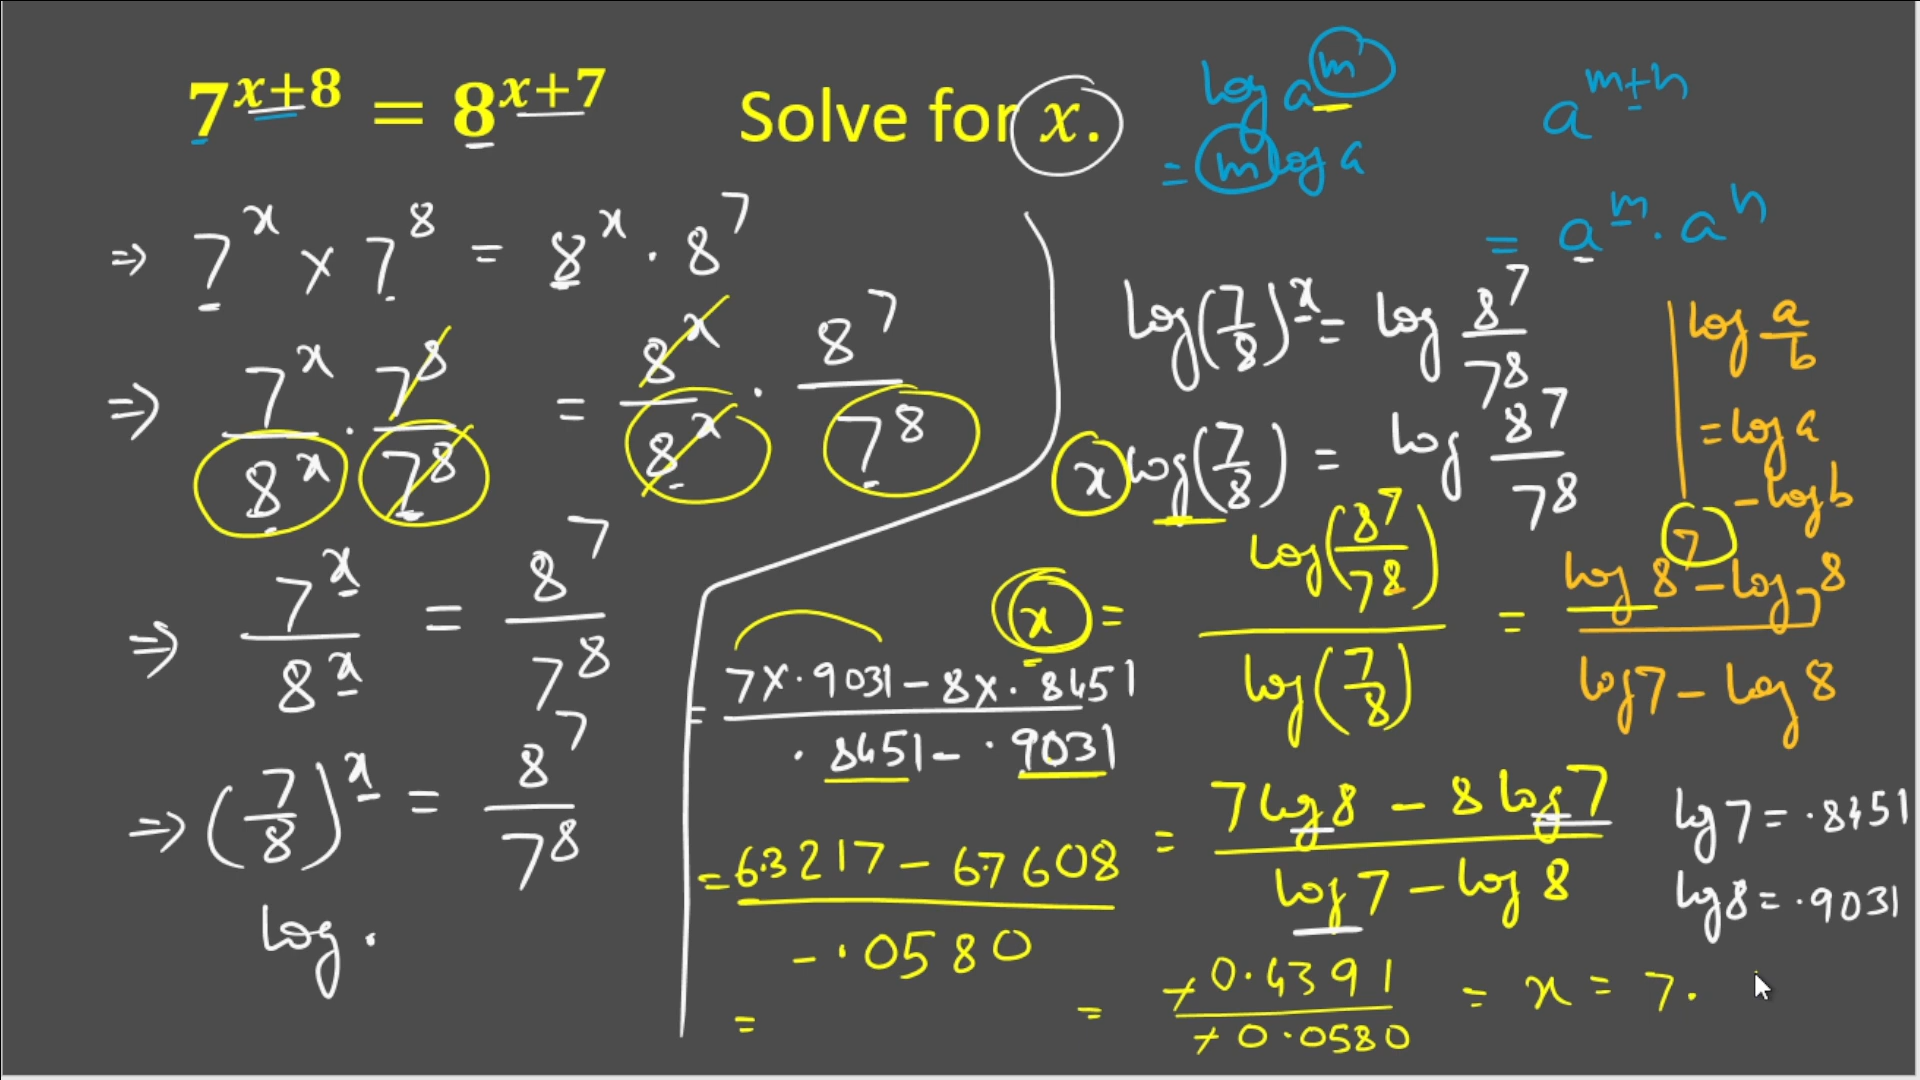 7^{x+8} = 8^{x+7} Solve for x.
⇒ 7^x × 7^8 = 8^x · 8^7
⇒ 7^x/8^x · 7^8/7^8 = 8^x/8^x · 8^7/7^8
⇒ 7^x/8^x = 8^7/7^8
⇒ (7/8)^x = 8^7/7^8
log .
log a^m
= m log a
a^{m+n}
= a^m . a^n
log(7/8)^x = log 8^7/7^8
x log(7/8) = log 8^7/7^8
log a/b
= log a
- log b
x = log(8^7/7^8) / log(7/8) = (log 8^7 - log 7^8) / (log 7 - log 8)
= (7 log 8 - 8 log 7) / (log 7 - log 8)
log 7 = .8451
log 8 = .9031
= (7 × .9031 - 8 × .8451) / (.8451 - .9031)
= (6.3217 - 6.7608) / (-.0580)
=
= +0.4391 / +0.0580 = x = 7.